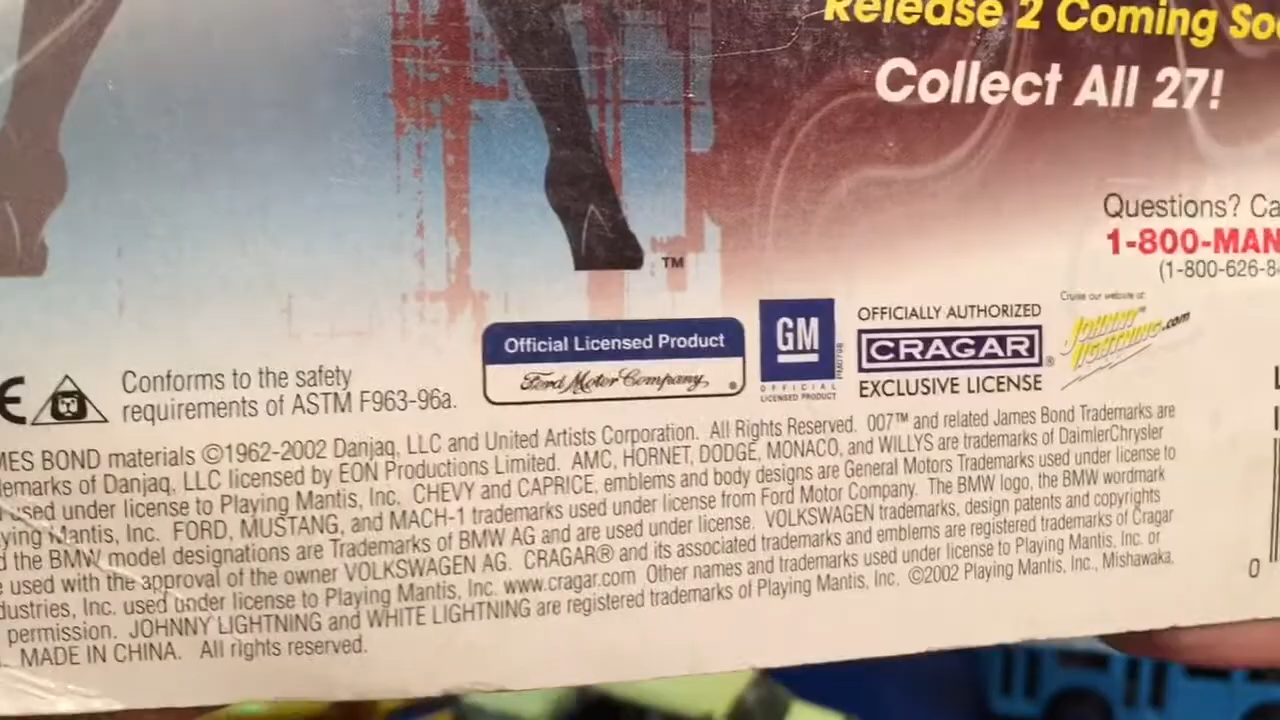 Release 2 Coming
Collect All 27!
Questions?
1-800-MAN
(1-800-626-8
TM
Official Licensed Product
Ford Motor Company
GM
OFFICIAL
LICENSED PRODUCT
OFFICIALLY AUTHORIZED
CRAGAR®
EXCLUSIVE LICENSE
Cruise our website at:
JOHNNY
LIGHTNING.com
Conforms to the safety
requirements of ASTM F963-96a.
MES BOND materials ©1962-2002 Danjaq, LLC and United Artists Corporation. All Rights Reserved. 007™ and related James Bond Trademarks are
demarks of Danjaq, LLC licensed by EON Productions Limited. AMC, HORNET, DODGE, MONACO, and WILLYS are trademarks of DaimlerChrysler
used under license to Playing Mantis, Inc. CHEVY and CAPRICE, emblems and body designs are General Motors Trademarks used under license to
ying Mantis, Inc. FORD, MUSTANG, and MACH-1 trademarks used under license from Ford Motor Company. The BMW logo, the BMW wordmark
d the BMW model designations are Trademarks of BMW AG and are used under license. VOLKSWAGEN trademarks, design patents and copyrights
e used with the approval of the owner VOLKSWAGEN AG. CRAGAR® and its associated trademarks and emblems are registered trademarks of Cragar
dustries, Inc. used under license to Playing Mantis, Inc. www.cragar.com Other names and trademarks used under license to Playing Mantis, Inc. or
permission. JOHNNY LIGHTNING and WHITE LIGHTNING are registered trademarks of Playing Mantis, Inc. ©2002 Playing Mantis, Inc., Mishawaka,
MADE IN CHINA. All rights reserved.
0